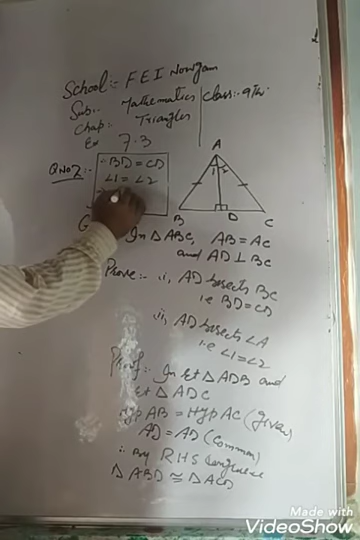 School:- F.E.I Nowgam
Sub:- Mathematics | Class:- 9th.
Chap:- Triangles
Ex 7.3
Q.NO2:-
∴ BD = CD
∠1 = ∠2
A
1 2
B D C
In △ABC, AB = AC
and AD ⊥ BC
Prove:- i, AD bisects BC
i.e BD = CD
ii, AD bisects ∠A
i.e ∠1 = ∠2
Proof:- In rt △ ADB and
rt △ ADC
Hyp AB = Hyp AC (Given)
AD = AD (Common)
∴ By RHS Congruence
△ ABD ≅ △ ACD
Made with
VideoShow